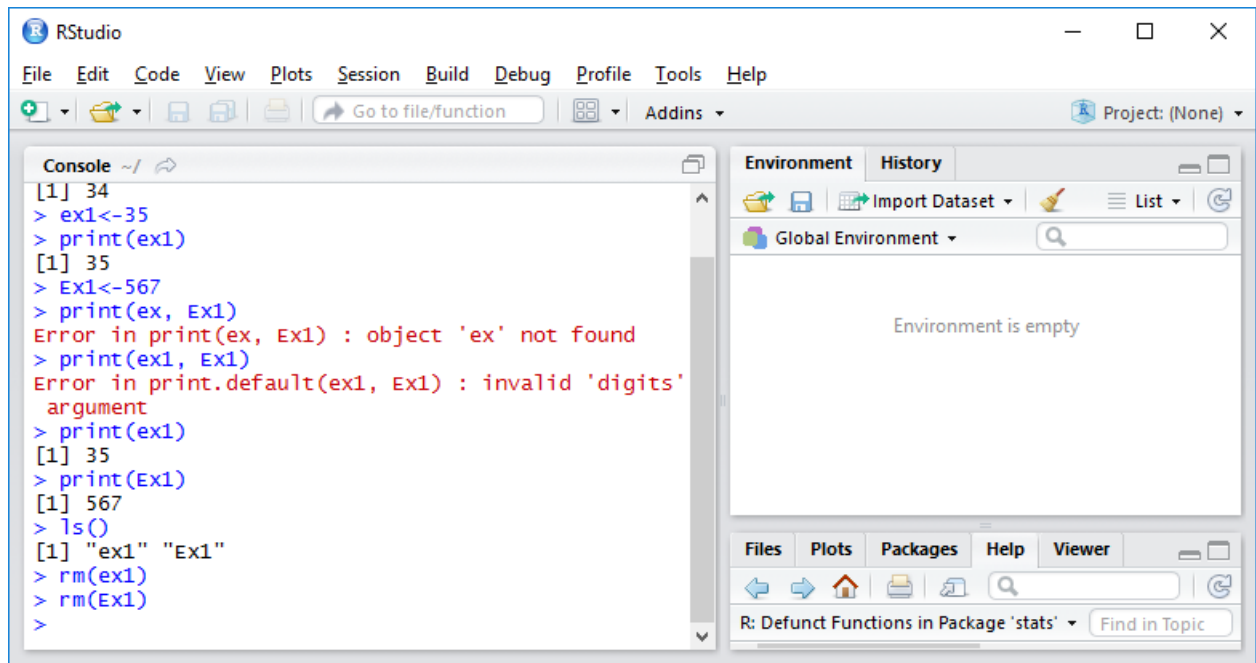 RStudio
File Edit Code View Plots Session Build Debug Profile Tools Help
Go to file/function Addins Project: (None)
Console ~/
[1] 34
> ex1<-35
> print(ex1)
[1] 35
> Ex1<-567
> print(ex, Ex1)
Error in print(ex, Ex1) : object 'ex' not found
> print(ex1, Ex1)
Error in print.default(ex1, Ex1) : invalid 'digits'
argument
> print(ex1)
[1] 35
> print(Ex1)
[1] 567
> ls()
[1] "ex1" "Ex1"
> rm(ex1)
> rm(Ex1)
>
Environment History
Import Dataset List
Global Environment
Environment is empty
Files Plots Packages Help Viewer
R: Defunct Functions in Package 'stats' Find in Topic